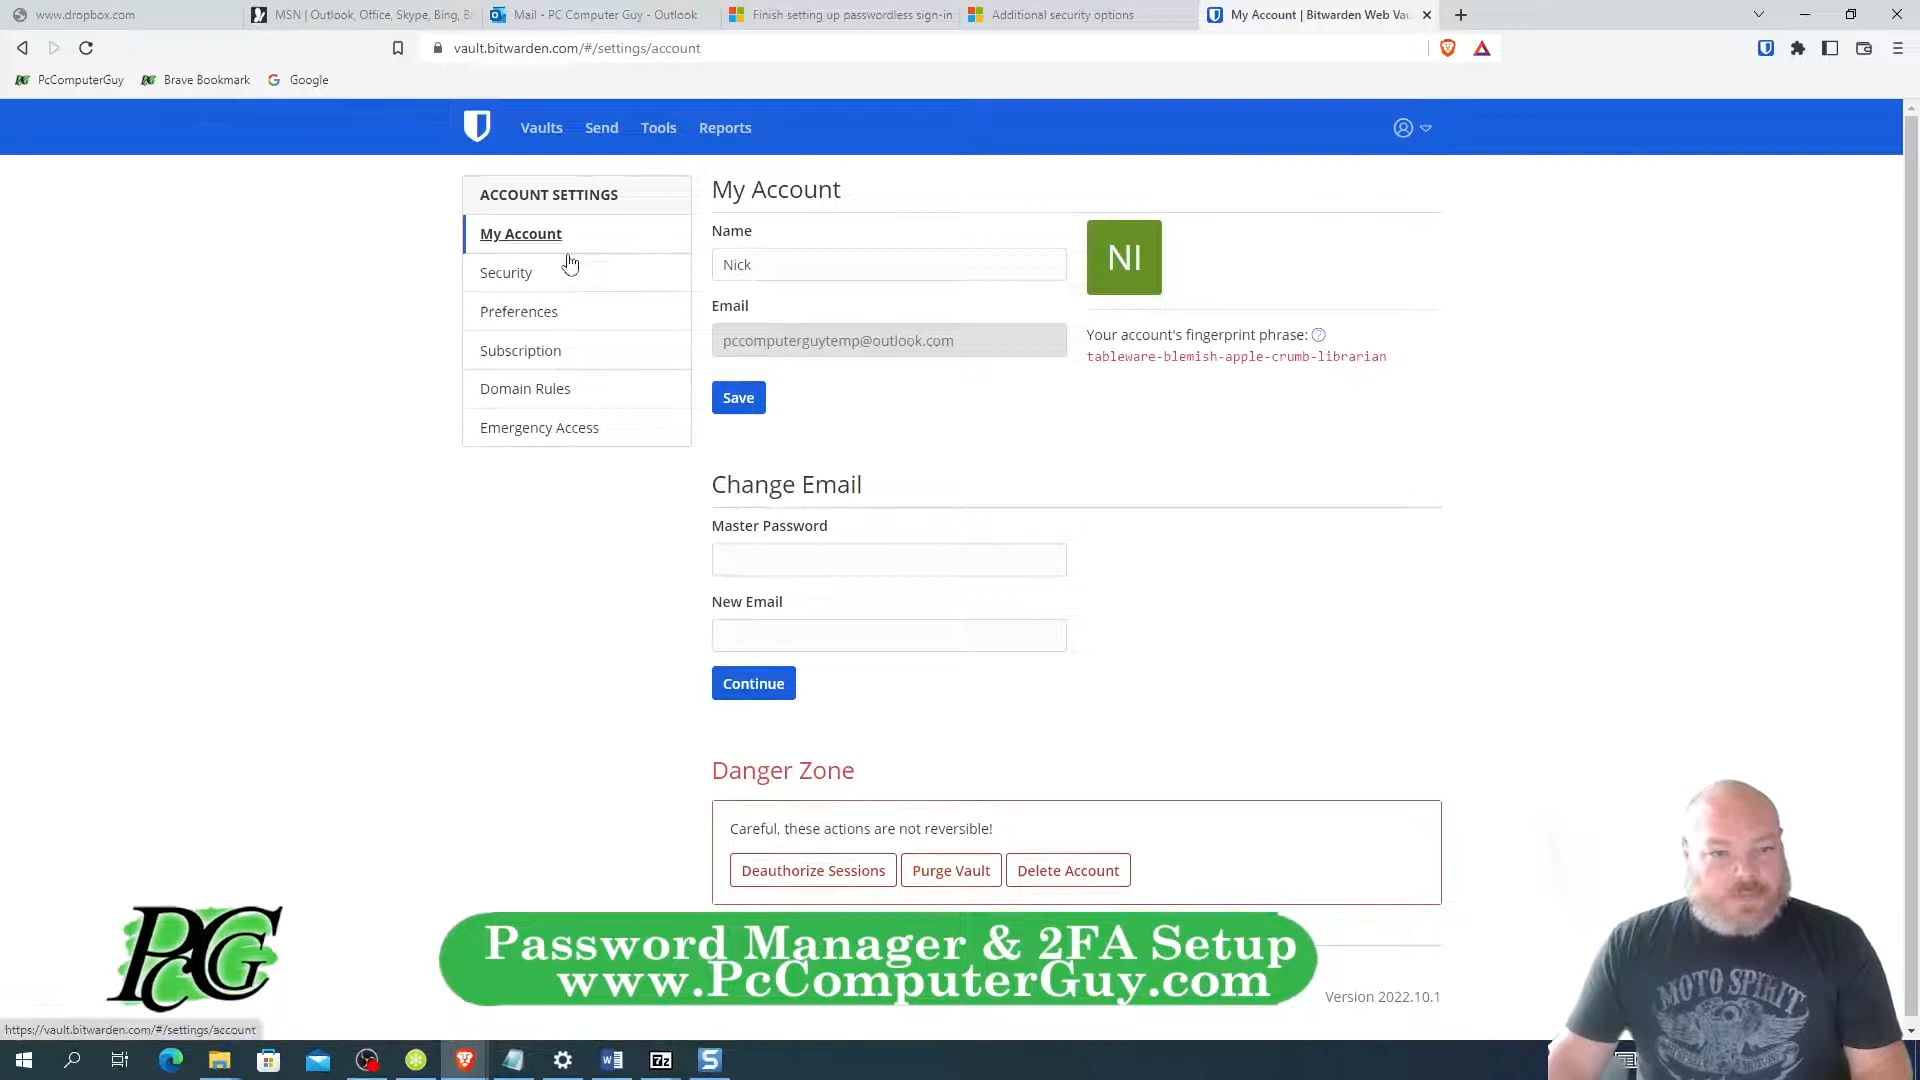 www.dropbox.com
MSN | Outlook, Office, Skype, Bing, B
Mail - PC Computer Guy - Outlook
Finish setting up passwordless sign-in
Additional security options
My Account | Bitwarden Web Va
vault.bitwarden.com/#/settings/account
PcComputerGuy
Brave Bookmark
Google
Vaults
Send
Tools
Reports
ACCOUNT SETTINGS
My Account
Security
Preferences
Subscription
Domain Rules
Emergency Access
My Account
Name
Nick
Email
pccomputerguytemp@outlook.com
Save
NI
Your account's fingerprint phrase:
tableware-blemish-apple-crumb-librarian
Change Email
Master Password
New Email
Continue
Danger Zone
Careful, these actions are not reversible!
Deauthorize Sessions
Purge Vault
Delete Account
PCG
Password Manager & 2FA Setup
www.PcComputerGuy.com
Version 2022.10.1
MOTO SPIRIT
https://vault.bitwarden.com/#/settings/account
7z